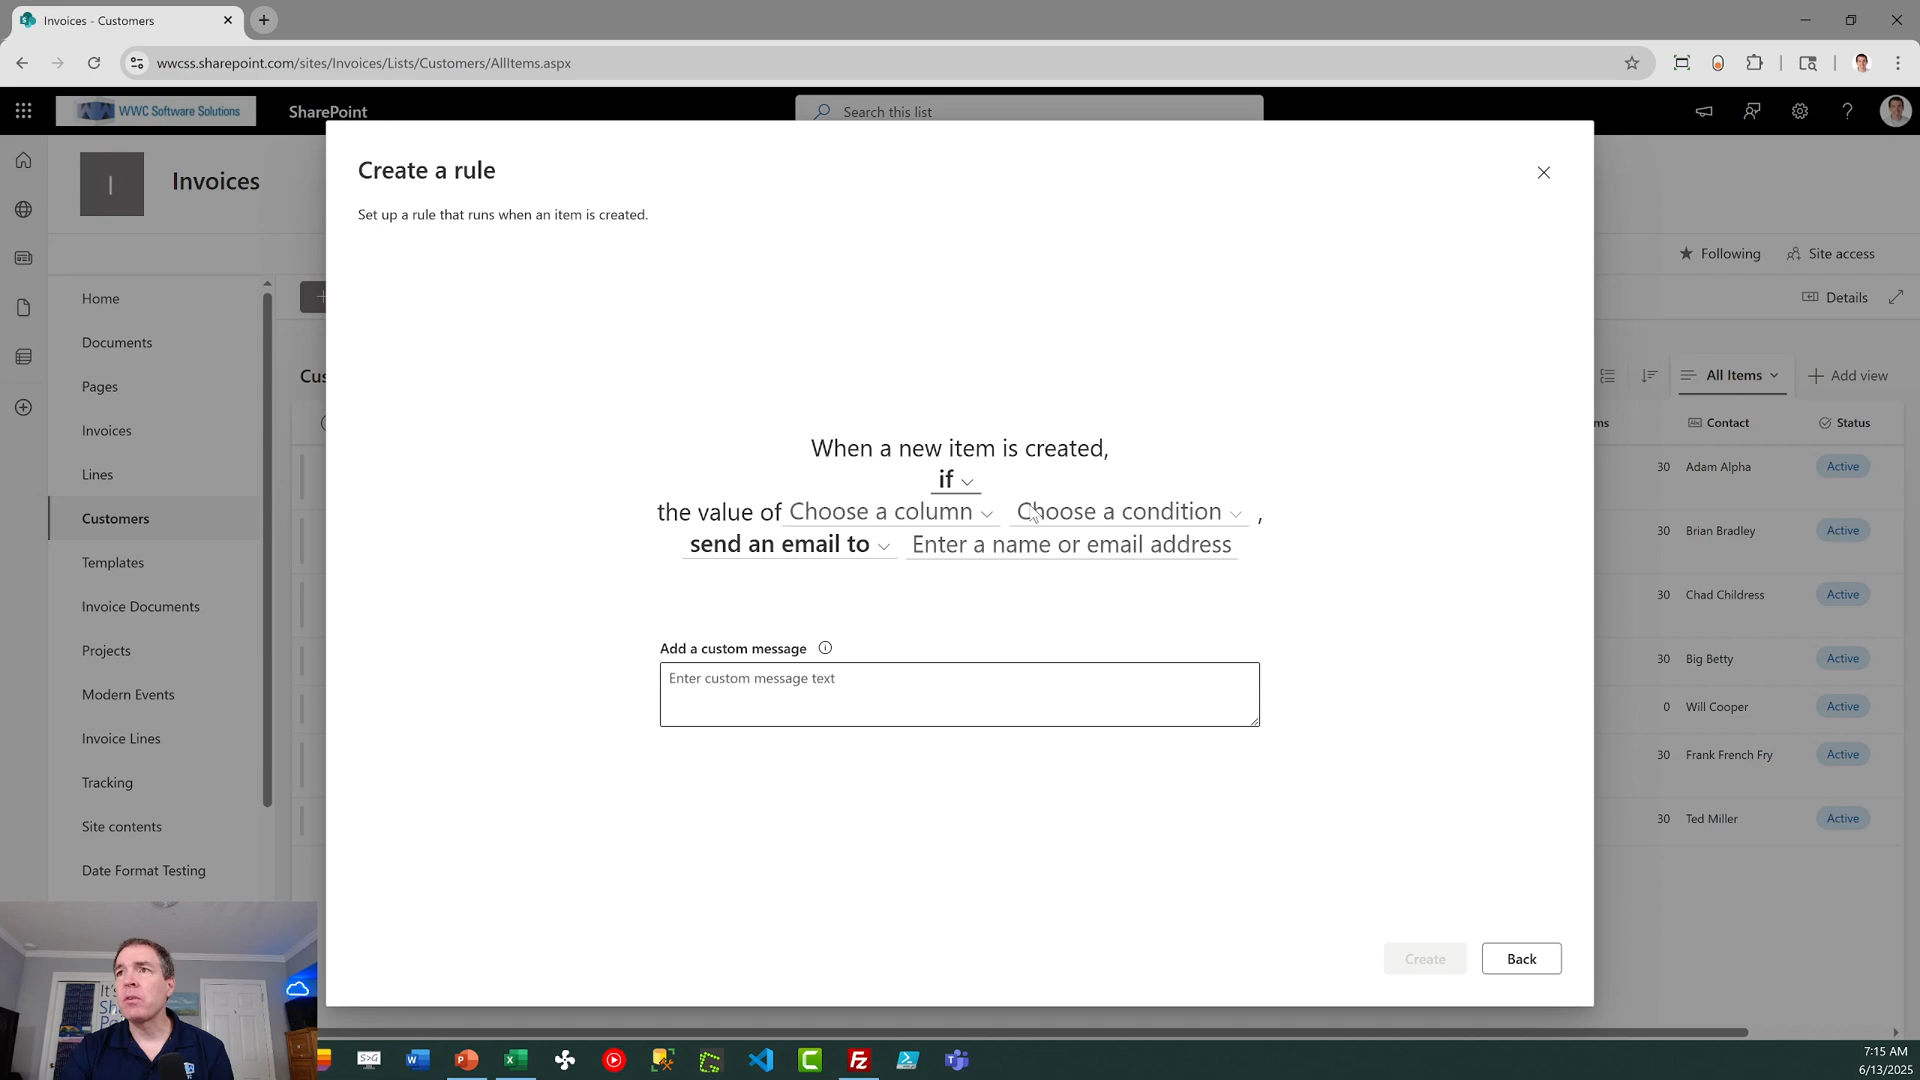 Invoices - Customers
wwcss.sharepoint.com/sites/Invoices/Lists/Customers/AllItems.aspx
WWC Software Solutions
SharePoint
Search this list
I
Invoices
Create a rule
Set up a rule that runs when an item is created.
Following
Site access
Details
Home
Documents
Pages
Invoices
Lines
Customers
Templates
Invoice Documents
Projects
Modern Events
Invoice Lines
Tracking
Site contents
Date Format Testing
Cus
All Items
Add view
ms
Contact
Status
30 Adam Alpha Active
30 Brian Bradley Active
30 Chad Childress Active
30 Big Betty Active
0 Will Cooper Active
30 Frank French Fry Active
30 Ted Miller Active
When a new item is created,
if
the value of Choose a column Choose a condition ,
send an email to Enter a name or email address
Add a custom message
Enter custom message text
Create
Back
It's
Sha
Poi
7:15 AM
6/13/2025